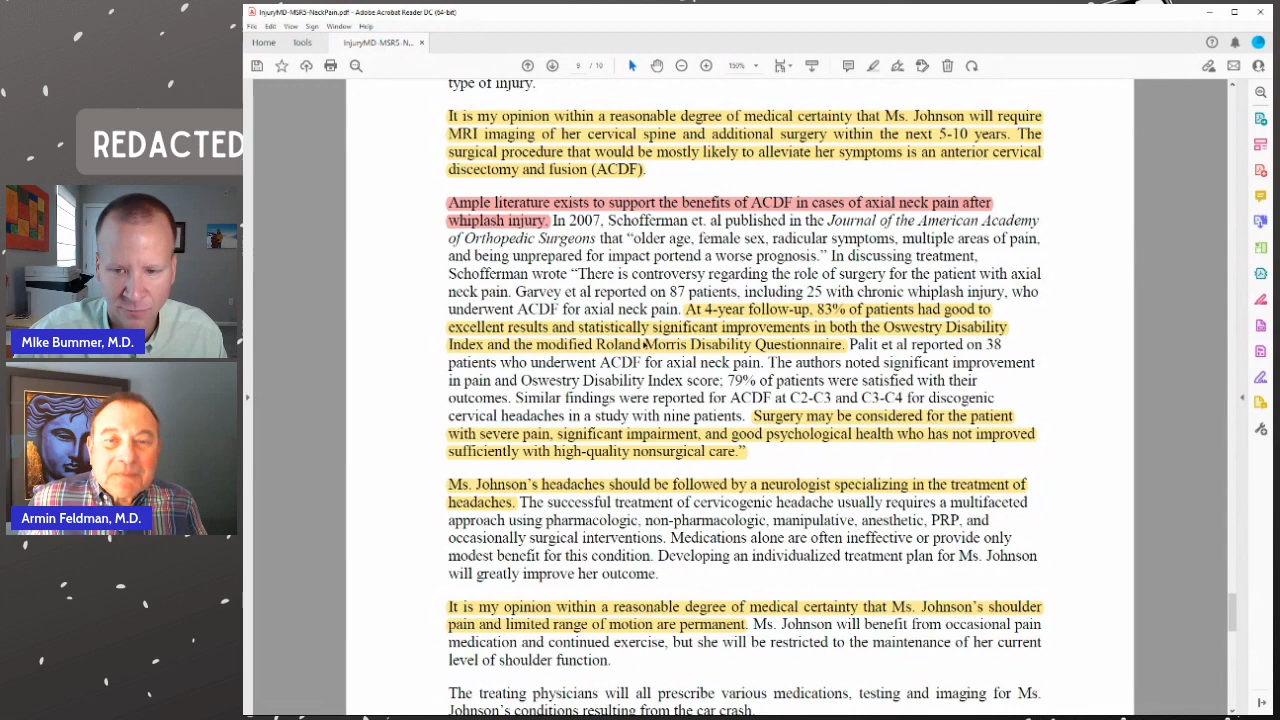 InjuryMD-MSR5-NeckPain.pdf - Adobe Acrobat Reader DC (64-bit)
File Edit View Sign Window Help
Home Tools InjuryMD-MSR5-N... ×
9 / 10 150%
REDACTED
MIke Bummer, M.D.
Armin Feldman, M.D.
type of injury.
It is my opinion within a reasonable degree of medical certainty that Ms. Johnson will require
MRI imaging of her cervical spine and additional surgery within the next 5-10 years. The
surgical procedure that would be mostly likely to alleviate her symptoms is an anterior cervical
discectomy and fusion (ACDF).
Ample literature exists to support the benefits of ACDF in cases of axial neck pain after
whiplash injury. In 2007, Schofferman et. al published in the Journal of the American Academy
of Orthopedic Surgeons that “older age, female sex, radicular symptoms, multiple areas of pain,
and being unprepared for impact portend a worse prognosis.” In discussing treatment,
Schofferman wrote “There is controversy regarding the role of surgery for the patient with axial
neck pain. Garvey et al reported on 87 patients, including 25 with chronic whiplash injury, who
underwent ACDF for axial neck pain. At 4-year follow-up, 83% of patients had good to
excellent results and statistically significant improvements in both the Oswestry Disability
Index and the modified Roland Morris Disability Questionnaire. Palit et al reported on 38
patients who underwent ACDF for axial neck pain. The authors noted significant improvement
in pain and Oswestry Disability Index score; 79% of patients were satisfied with their
outcomes. Similar findings were reported for ACDF at C2-C3 and C3-C4 for discogenic
cervical headaches in a study with nine patients. Surgery may be considered for the patient
with severe pain, significant impairment, and good psychological health who has not improved
sufficiently with high-quality nonsurgical care.”
Ms. Johnson’s headaches should be followed by a neurologist specializing in the treatment of
headaches. The successful treatment of cervicogenic headache usually requires a multifaceted
approach using pharmacologic, non-pharmacologic, manipulative, anesthetic, PRP, and
occasionally surgical interventions. Medications alone are often ineffective or provide only
modest benefit for this condition. Developing an individualized treatment plan for Ms. Johnson
will greatly improve her outcome.
It is my opinion within a reasonable degree of medical certainty that Ms. Johnson’s shoulder
pain and limited range of motion are permanent. Ms. Johnson will benefit from occasional pain
medication and continued exercise, but she will be restricted to the maintenance of her current
level of shoulder function.
The treating physicians will all prescribe various medications, testing and imaging for Ms.
Johnson’s conditions resulting from the car crash.